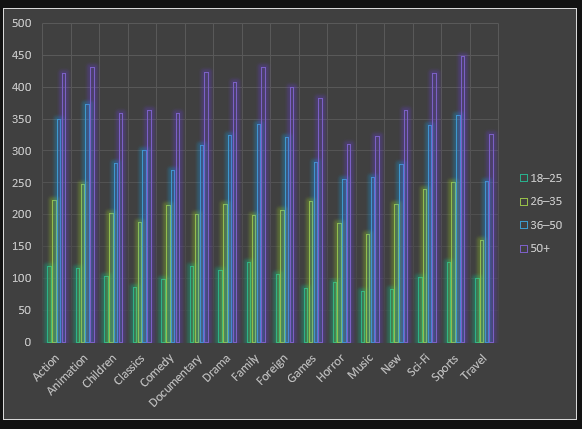 500
450
400
350
300
250
200
150
100
50
0
Action
Animation
Children
Classics
Comedy
Documentary
Drama
Family
Foreign
Games
Horror
Music
New
Sci-Fi
Sports
Travel
18–25
26–35
36–50
50+